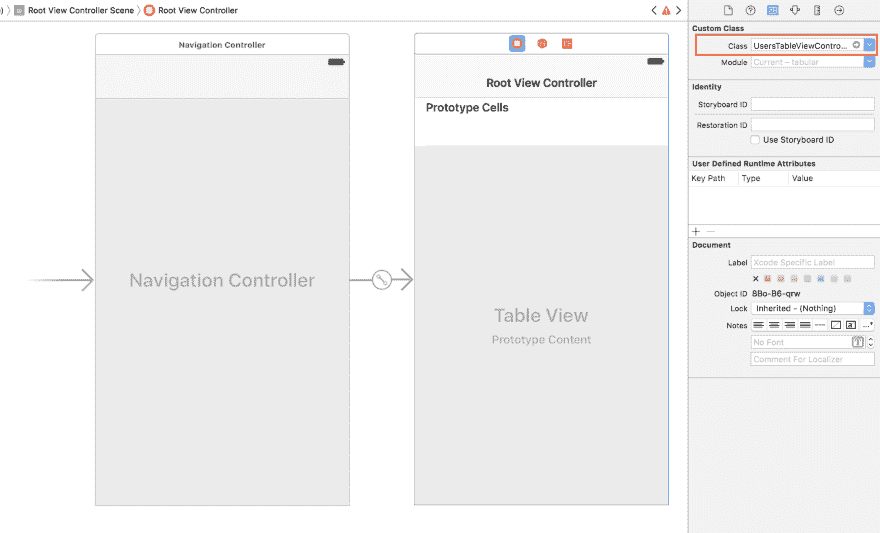 Root View Controller Scene
Root View Controller
Navigation Controller
Root View Controller
Prototype Cells
Navigation Controller
Table View
Prototype Content
Custom Class
Class UsersTableViewContro...
Module Current – tabular
Identity
Storyboard ID
Restoration ID
Use Storyboard ID
User Defined Runtime Attributes
Key Path Type Value
Document
Label Xcode Specific Label
Object ID 8Bo-B6-qrw
Lock Inherited - (Nothing)
Notes
No Font
Comment For Localizer